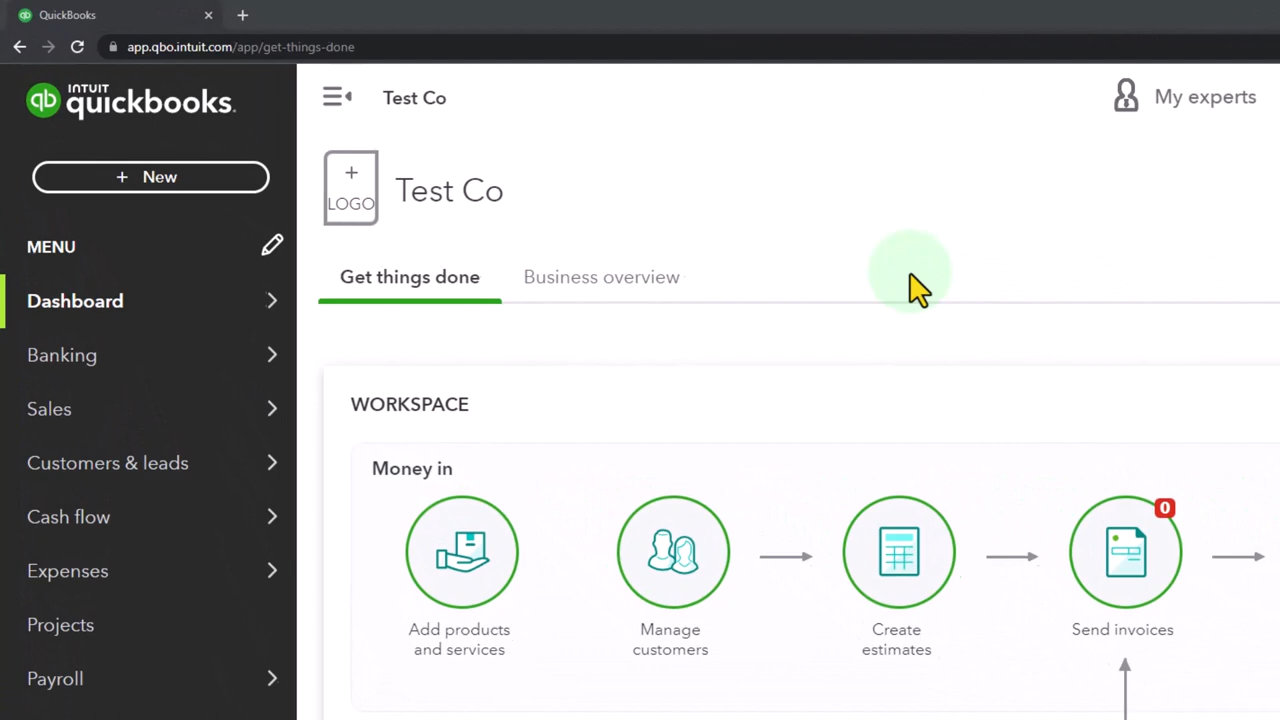 QuickBooks
app.qbo.intuit.com/app/get-things-done
INTUIT
quickbooks.
+ New
MENU
Dashboard
Banking
Sales
Customers & leads
Cash flow
Expenses
Projects
Payroll
Test Co
My experts
+
LOGO
Test Co
Get things done
Business overview
WORKSPACE
Money in
0
Add products
and services
Manage
customers
Create
estimates
Send invoices